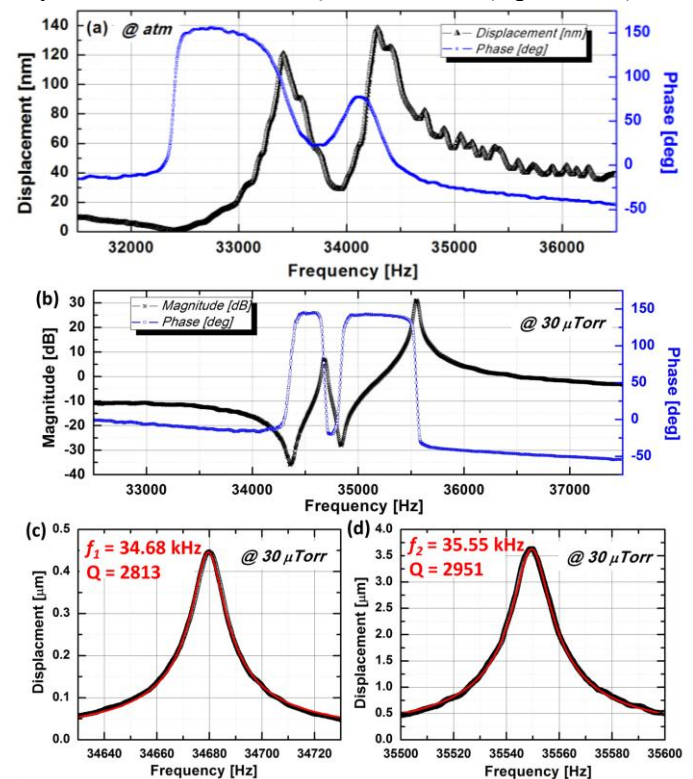 (a) @ atm
Displacement [nm]
Phase [deg]
140
120
100
80
60
40
20
0
Displacement [nm]
150
100
50
0
-50
Phase [deg]
32000 33000 34000 35000 36000
Frequency [Hz]
(b)
Magnitude [dB]
Phase [deg]
@ 30 μTorr
30
20
10
0
-10
-20
-30
-40
Magnitude [dB]
150
100
50
0
-50
Phase [deg]
33000 34000 35000 36000 37000
Frequency [Hz]
(c)
f1 = 34.68 kHz
Q = 2813
@ 30 μTorr
0.5
0.4
0.3
0.2
0.1
0.0
Displacment [μm]
34640 34660 34680 34700 34720
Frequency [Hz]
(d)
f2 = 35.55 kHz
Q = 2951
@ 30 μTorr
4.0
3.5
3.0
2.5
2.0
1.5
1.0
0.5
0.0
Displacment [μm]
35500 35520 35540 35560 35580 35600
Frequency [Hz]